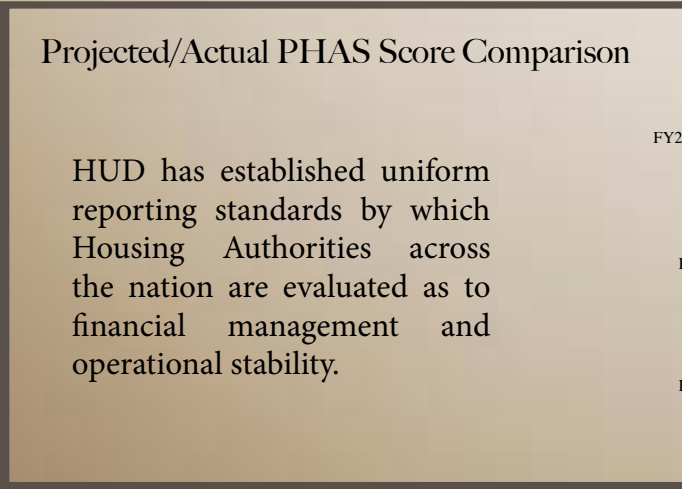 Projected/Actual PHAS Score Comparison
FY2
HUD has established uniform
reporting standards by which
Housing Authorities across
the nation are evaluated as to
financial management and
operational stability.